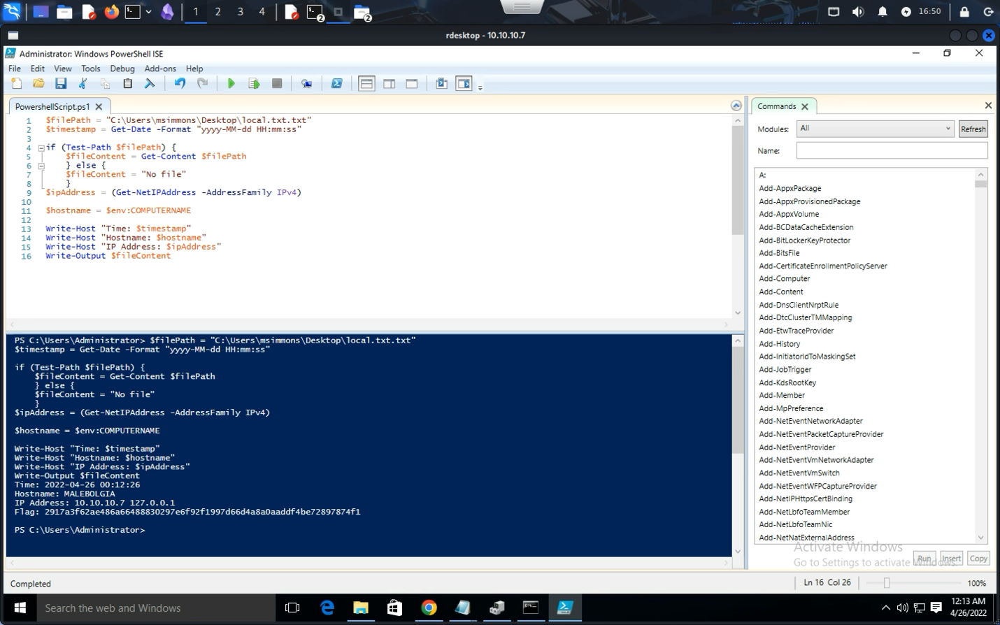 1 2 3 4
2
2
16:50
rdesktop - 10.10.10.7
Administrator: Windows PowerShell ISE
File Edit View Tools Debug Add-ons Help
PowershellScript.ps1
1 $filePath = "C:\Users\msimmons\Desktop\local.txt.txt"
2 $timestamp = Get-Date -Format "yyyy-MM-dd HH:mm:ss"
3
4 if (Test-Path $filePath) {
5 $fileContent = Get-Content $filePath
6 } else {
7 $fileContent = "No file"
8 }
9 $ipAddress = (Get-NetIPAddress -AddressFamily IPv4)
10
11 $hostname = $env:COMPUTERNAME
12
13 Write-Host "Time: $timestamp"
14 Write-Host "Hostname: $hostname"
15 Write-Host "IP Address: $ipAddress"
16 Write-Output $fileContent
PS C:\Users\Administrator> $filePath = "C:\Users\msimmons\Desktop\local.txt.txt"
$timestamp = Get-Date -Format "yyyy-MM-dd HH:mm:ss"
if (Test-Path $filePath) {
$fileContent = Get-Content $filePath
} else {
$fileContent = "No file"
}
$ipAddress = (Get-NetIPAddress -AddressFamily IPv4)
$hostname = $env:COMPUTERNAME
Write-Host "Time: $timestamp"
Write-Host "Hostname: $hostname"
Write-Host "IP Address: $ipAddress"
Write-Output $fileContent
Time: 2022-04-26 00:12:26
Hostname: MALEBOLGIA
IP Address: 10.10.10.7 127.0.0.1
Flag: 2917a3f62ae486a66488830297e6f92f1997d66d4a8a0aaddf4be72897874f1
PS C:\Users\Administrator>
Commands
Modules: All Refresh
Name:
A:
Add-AppxPackage
Add-AppxProvisionedPackage
Add-AppxVolume
Add-BCDataCacheExtension
Add-BitLockerKeyProtector
Add-BitsFile
Add-CertificateEnrollmentPolicyServer
Add-Computer
Add-Content
Add-DnsClientNrptRule
Add-DtcClusterTMMapping
Add-EtwTraceProvider
Add-History
Add-InitiatorIdToMaskingSet
Add-JobTrigger
Add-KdsRootKey
Add-Member
Add-MpPreference
Add-NetEventNetworkAdapter
Add-NetEventPacketCaptureProvider
Add-NetEventProvider
Add-NetEventVmNetworkAdapter
Add-NetEventVmSwitch
Add-NetEventWFPCaptureProvider
Add-NetIPHttpsCertBinding
Add-NetLbfoTeamMember
Add-NetLbfoTeamNic
Add-NetNatExternalAddress
Activate Windows
Go to Settings to activate Windows.
Run Insert Copy
Completed
Ln 16 Col 26
100%
Search the web and Windows
12:13 AM
4/26/2022